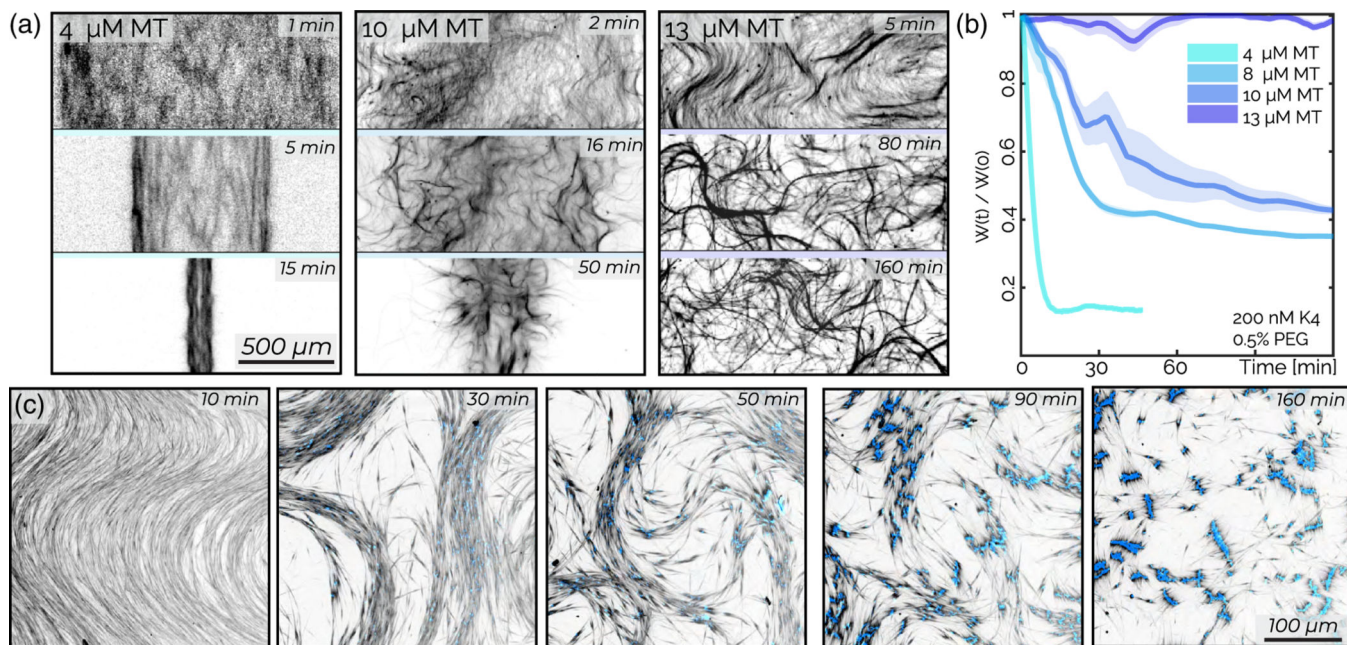 (a)
4 μM MT
1 min
5 min
15 min
500 μm
10 μM MT
2 min
16 min
50 min
13 μM MT
5 min
80 min
160 min
(b)
W(t) / W(0)
1
0.8
0.6
0.4
0.2
4 μM MT
8 μM MT
10 μM MT
13 μM MT
200 nM K4
0.5% PEG
0
30
60
Time [min]
(c)
10 min
30 min
50 min
90 min
160 min
100 μm